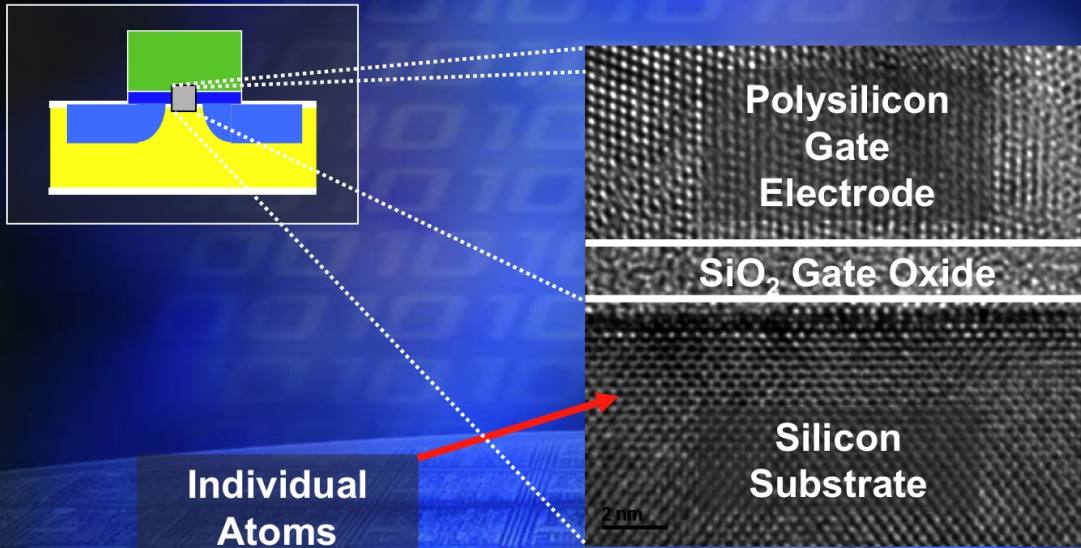 Polysilicon
Gate
Electrode
SiO₂ Gate Oxide
Silicon
Substrate
2 nm
Individual
Atoms